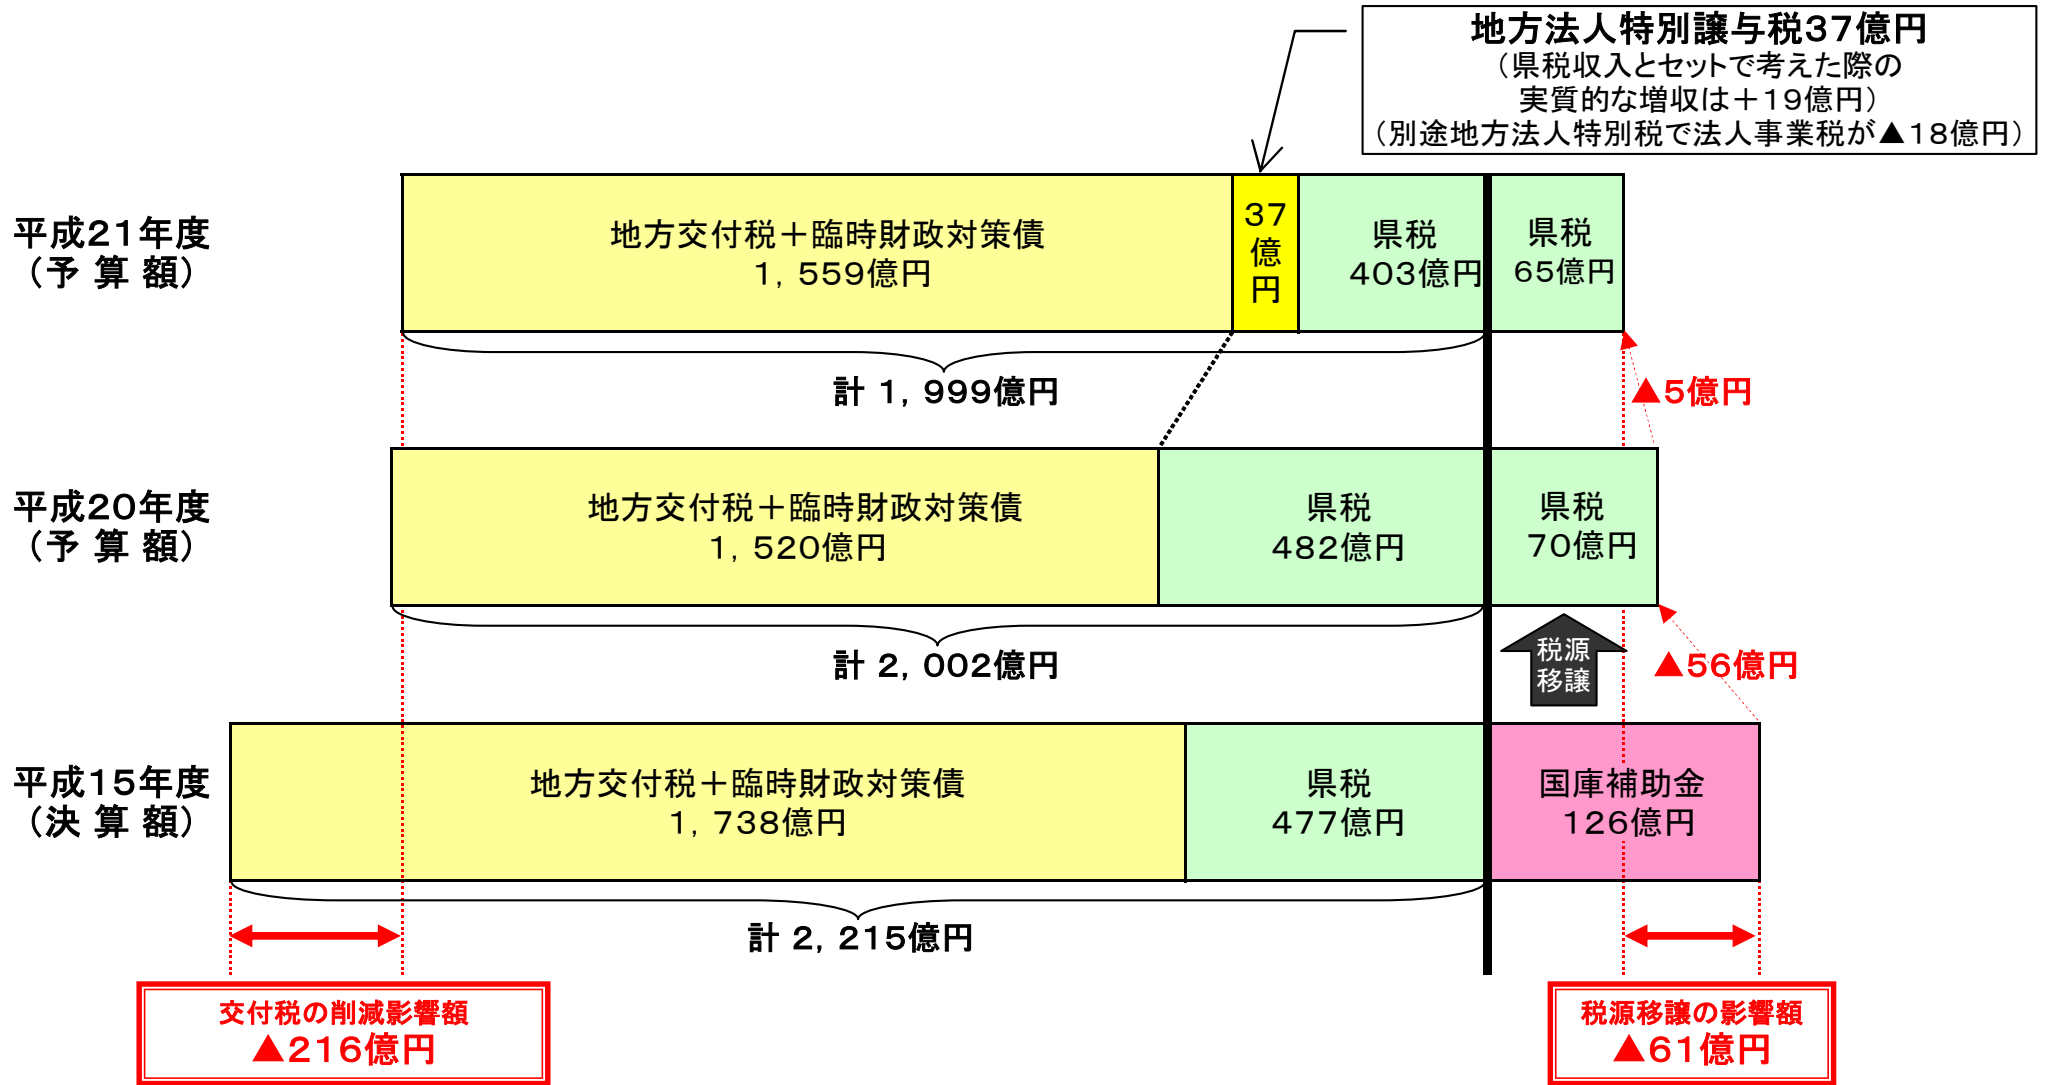 地方法人特別譲与税37億円
（県税収入とセットで考えた際の
実質的な増収は＋19億円）
（別途地方法人特別税で法人事業税が▲18億円）
平成21年度
（予 算 額）
地方交付税＋臨時財政対策債
1，559億円
37
億
円
県税
403億円
県税
65億円
計 1，999億円
▲5億円
平成20年度
（予 算 額）
地方交付税＋臨時財政対策債
1，520億円
県税
482億円
県税
70億円
計 2，002億円
税源
移譲
▲56億円
平成15年度
（決 算 額）
地方交付税＋臨時財政対策債
1，738億円
県税
477億円
国庫補助金
126億円
計 2，215億円
交付税の削減影響額
▲216億円
税源移譲の影響額
▲61億円